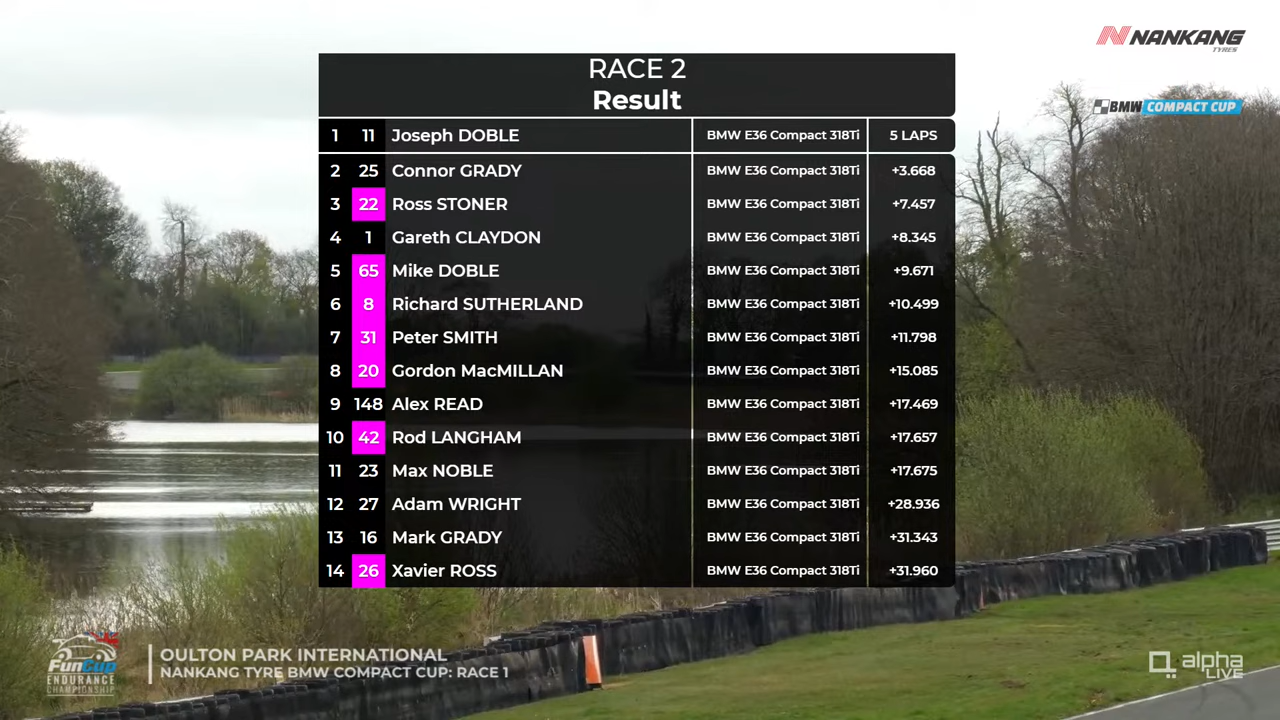 NANKANG
TYRES
BMW COMPACT CUP
RACE 2
Result
1 11 Joseph DOBLE BMW E36 Compact 318Ti 5 LAPS
2 25 Connor GRADY BMW E36 Compact 318Ti +3.668
3 22 Ross STONER BMW E36 Compact 318Ti +7.457
4 1 Gareth CLAYDON BMW E36 Compact 318Ti +8.345
5 65 Mike DOBLE BMW E36 Compact 318Ti +9.671
6 8 Richard SUTHERLAND BMW E36 Compact 318Ti +10.499
7 31 Peter SMITH BMW E36 Compact 318Ti +11.798
8 20 Gordon MacMILLAN BMW E36 Compact 318Ti +15.085
9 148 Alex READ BMW E36 Compact 318Ti +17.469
10 42 Rod LANGHAM BMW E36 Compact 318Ti +17.657
11 23 Max NOBLE BMW E36 Compact 318Ti +17.675
12 27 Adam WRIGHT BMW E36 Compact 318Ti +28.936
13 16 Mark GRADY BMW E36 Compact 318Ti +31.343
14 26 Xavier ROSS BMW E36 Compact 318Ti +31.960
FunCup
ENDURANCE
CHAMPIONSHIP
OULTON PARK INTERNATIONAL
NANKANG TYRE BMW COMPACT CUP: RACE 1
alpha
LIVE